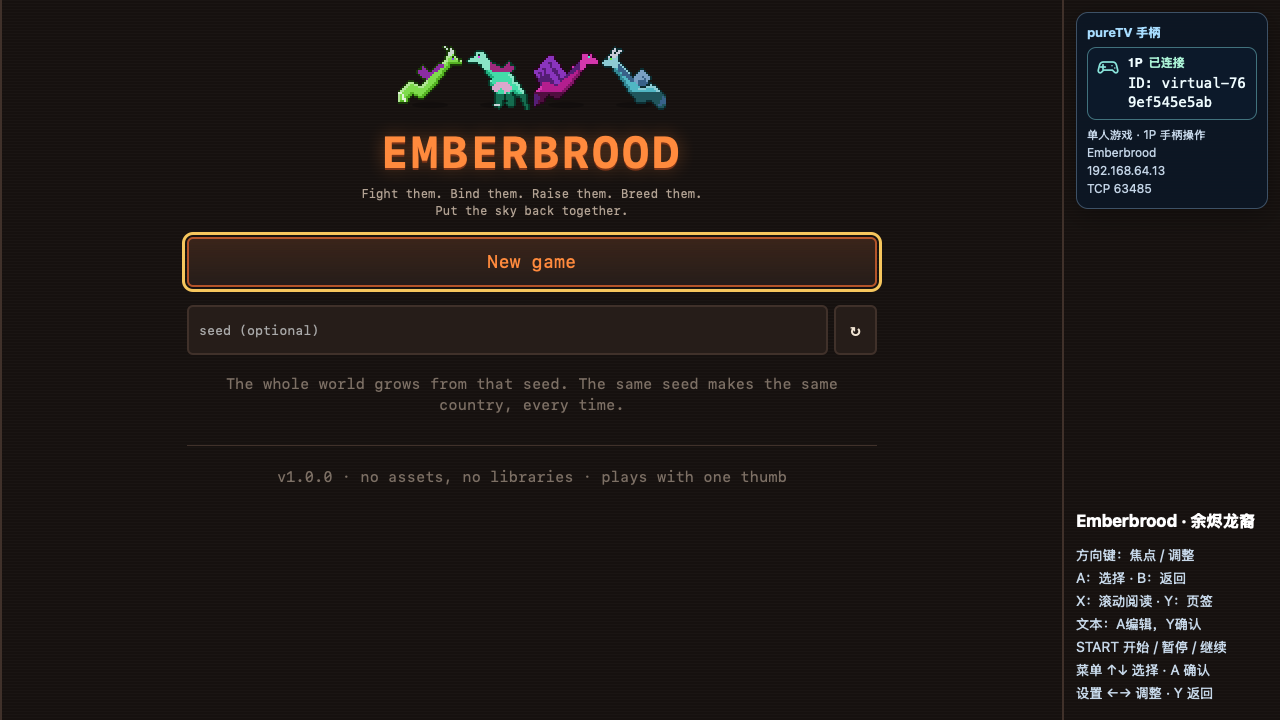 EMBERBROOD
Fight them. Bind them. Raise them. Breed them.
Put the sky back together.
New game
seed (optional)
↻
The whole world grows from that seed. The same seed makes the same
country, every time.
v1.0.0 · no assets, no libraries · plays with one thumb
pureTV 手柄
1P 已连接
ID: virtual-76
9ef545e5ab
单人游戏 · 1P 手柄操作
Emberbrood
192.168.64.13
TCP 63485
Emberbrood · 余烬龙裔
方向键：焦点 / 调整
A：选择 · B：返回
X：滚动阅读 · Y：页签
文本：A编辑，Y确认
START 开始 / 暂停 / 继续
菜单 ↑↓ 选择 · A 确认
设置 ←→ 调整 · Y 返回